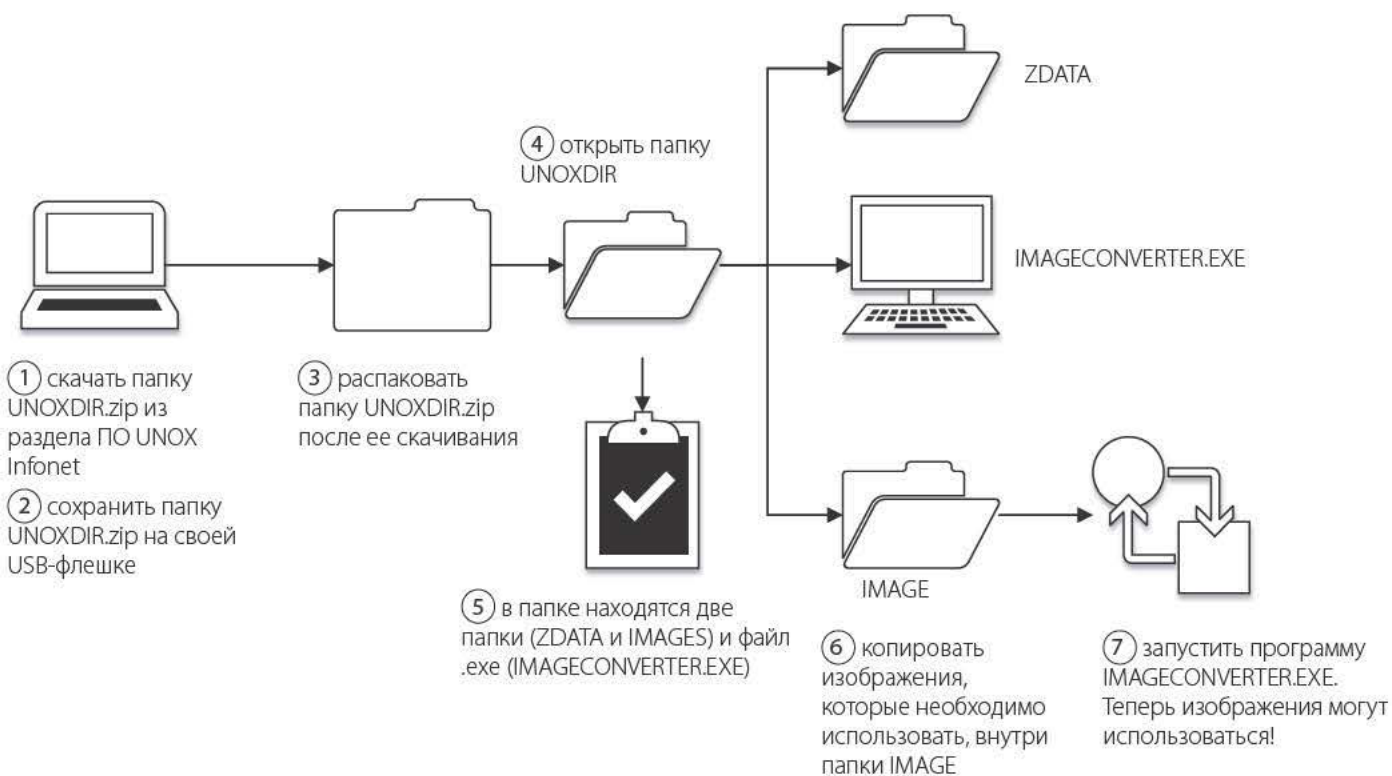 1 скачать папку
UNOXDIR.zip из
раздела ПО UNOX
Infonet
2 сохранить папку
UNOXDIR.zip на своей
USB-флешке
3 распаковать
папку UNOXDIR.zip
после ее скачивания
4 открыть папку
UNOXDIR
5 в папке находятся две
папки (ZDATA и IMAGES) и файл
.exe (IMAGECONVERTER.EXE)
ZDATA
IMAGECONVERTER.EXE
IMAGE
6 копировать
изображения,
которые необходимо
использовать, внутри
папки IMAGE
7 запустить программу
IMAGECONVERTER.EXE.
Теперь изображения могут
использоваться!